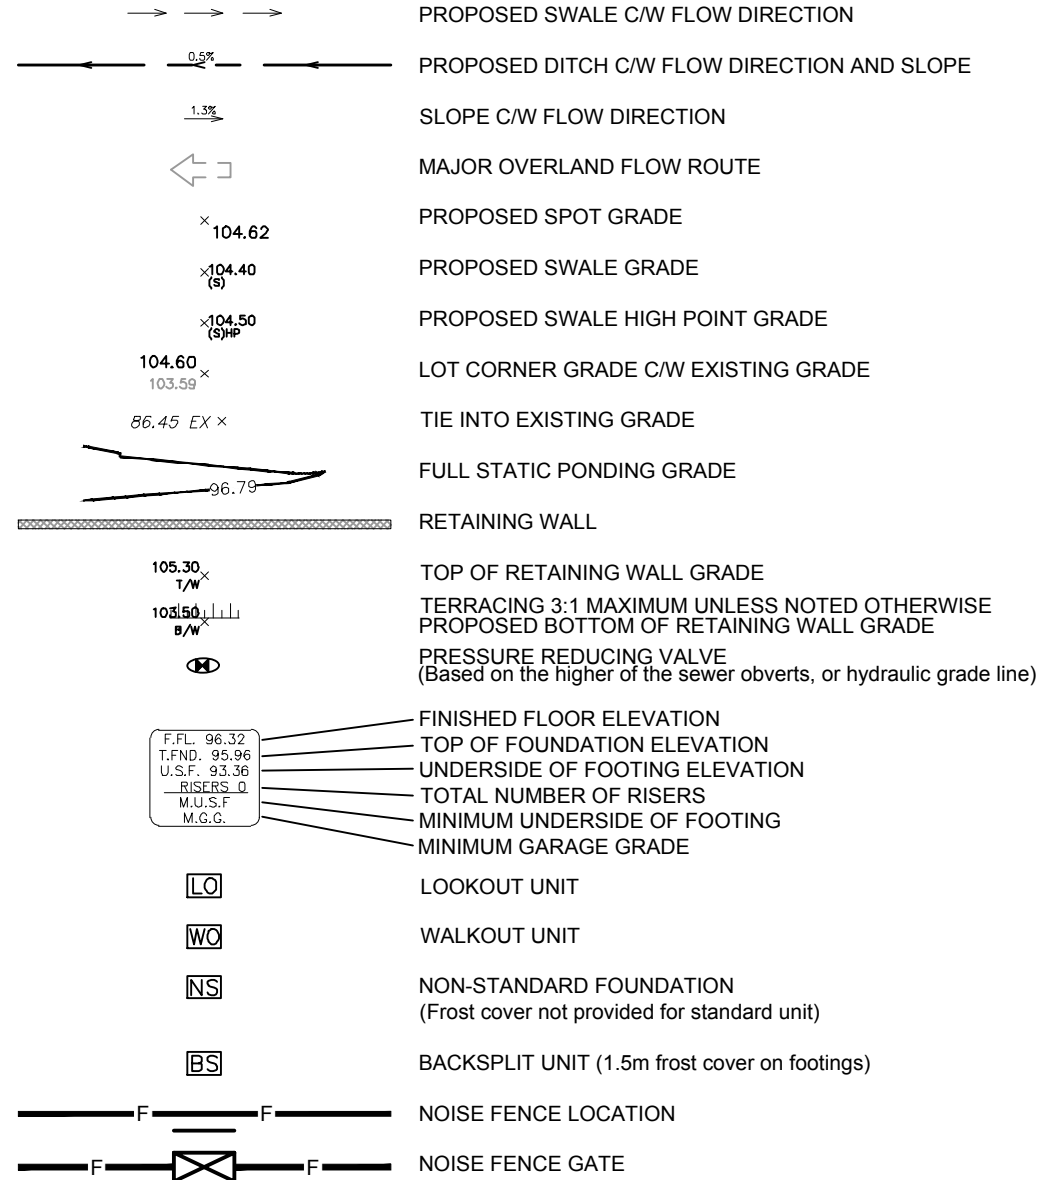 PROPOSED SWALE C/W FLOW DIRECTION
0.5% PROPOSED DITCH C/W FLOW DIRECTION AND SLOPE
1.3% SLOPE C/W FLOW DIRECTION
MAJOR OVERLAND FLOW ROUTE
PROPOSED SPOT GRADE
104.62
104.40 PROPOSED SWALE GRADE
(S)
104.50 PROPOSED SWALE HIGH POINT GRADE
(S)HP
104.60 LOT CORNER GRADE C/W EXISTING GRADE
103.59
86.45 EX TIE INTO EXISTING GRADE
FULL STATIC PONDING GRADE
96.79
RETAINING WALL
105.30 TOP OF RETAINING WALL GRADE
T/W
TERRACING 3:1 MAXIMUM UNLESS NOTED OTHERWISE
103.50 PROPOSED BOTTOM OF RETAINING WALL GRADE
B/W
PRESSURE REDUCING VALVE
(Based on the higher of the sewer obverts, or hydraulic grade line)
F.FL. 96.32 FINISHED FLOOR ELEVATION
T.FND. 95.96 TOP OF FOUNDATION ELEVATION
U.S.F. 93.36 UNDERSIDE OF FOOTING ELEVATION
RISERS 0 TOTAL NUMBER OF RISERS
M.U.S.F MINIMUM UNDERSIDE OF FOOTING
M.G.G. MINIMUM GARAGE GRADE
LO LOOKOUT UNIT
WO WALKOUT UNIT
NS NON-STANDARD FOUNDATION
(Frost cover not provided for standard unit)
BS BACKSPLIT UNIT (1.5m frost cover on footings)
F F NOISE FENCE LOCATION
F F NOISE FENCE GATE